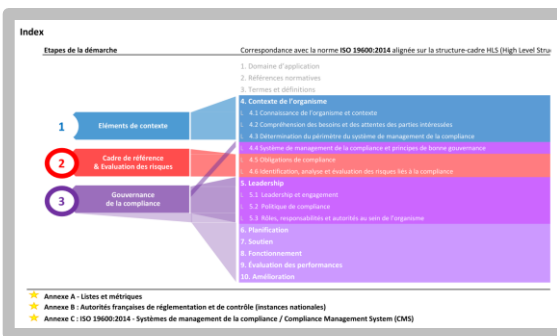 Index
Etapes de la démarche
Correspondance avec la norme ISO 19600:2014 alignée sur la structure-cadre HLS (High Level Struc
1. Domaine d'application
2. Références normatives
3. Termes et définitions
4. Contexte de l'organisme
L 4.1 Connaissance de l'organisme et contexte
L 4.2 Compréhension des besoins et des attentes des parties intéressées
L 4.3 Détermination du périmètre du système de management de la compliance
L 4.4 Système de management de la compliance et principes de bonne gouvernance
L 4.5 Obligations de compliance
L 4.6 Identification, analyse et évaluation des risques liés à la compliance
5. Leadership
L 5.1 Leadership et engagement
L 5.2 Politique de compliance
L 5.3 Rôles, responsabilités et autorités au sein de l'organisme
6. Planification
7. Soutien
8. Fonctionnement
9. Evaluation des performances
10. Amélioration
1 Eléments de contexte
2 Cadre de référence
& Evaluation des risques
3 Gouvernance
de la compliance
Annexe A - Listes et métriques
Annexe B : Autorités françaises de réglementation et de contrôle (instances nationales)
Annexe C : ISO 19600:2014 - Systèmes de management de la compliance / Compliance Management System (CMS)